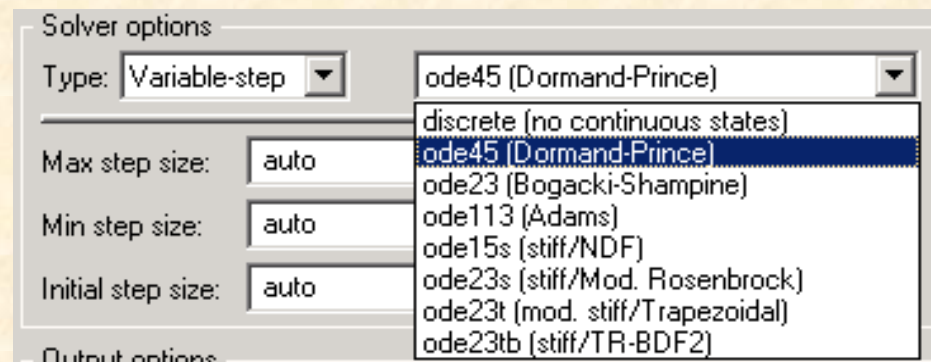 Solver options
Type: Variable-step ode45 (Dormand-Prince)
discrete (no continuous states)
ode45 (Dormand-Prince)
ode23 (Bogacki-Shampine)
ode113 (Adams)
ode15s (stiff/NDF)
ode23s (stiff/Mod. Rosenbrock)
ode23t (mod. stiff/Trapezoidal)
ode23tb (stiff/TR-BDF2)
Max step size: auto
Min step size: auto
Initial step size: auto
Output options